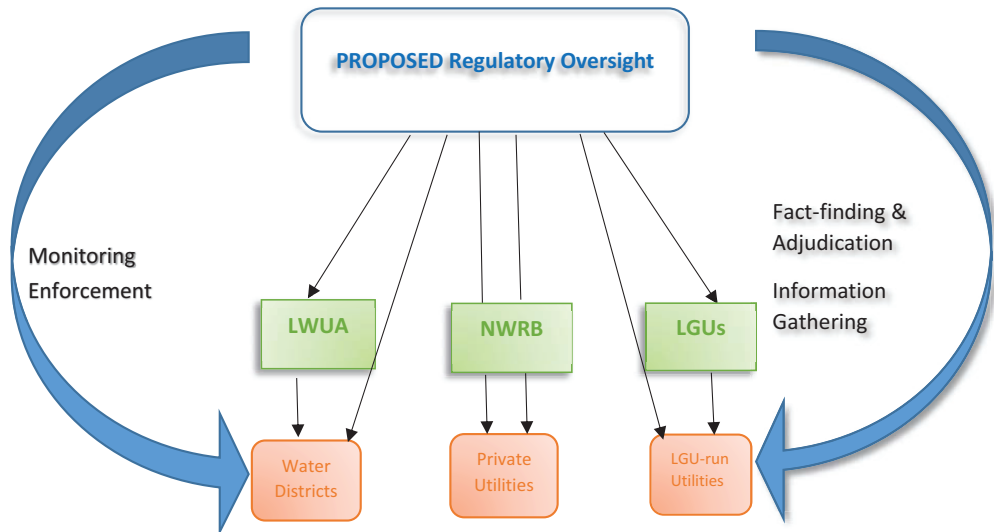 PROPOSED Regulatory Oversight
Monitoring
Enforcement
Fact-finding &
Adjudication
Information
Gathering
LWUA
NWRB
LGUs
Water
Districts
Private
Utilities
LGU-run
Utilities